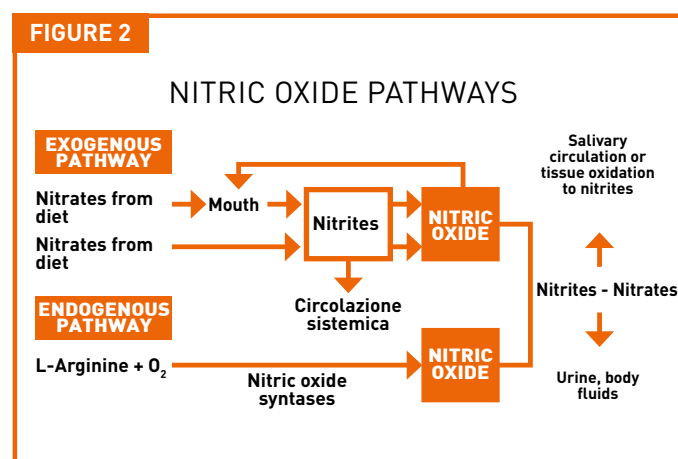 FIGURE 2
NITRIC OXIDE PATHWAYS
EXOGENOUS
PATHWAY
Nitrates from
diet
Mouth
Nitrates from
diet
Nitrites
NITRIC
OXIDE
Circolazione
sistemica
ENDOGENOUS
PATHWAY
L-Arginine + O₂
Nitric oxide
syntases
NITRIC
OXIDE
Salivary
circulation or
tissue oxidation
to nitrites
Nitrites - Nitrates
Urine, body
fluids